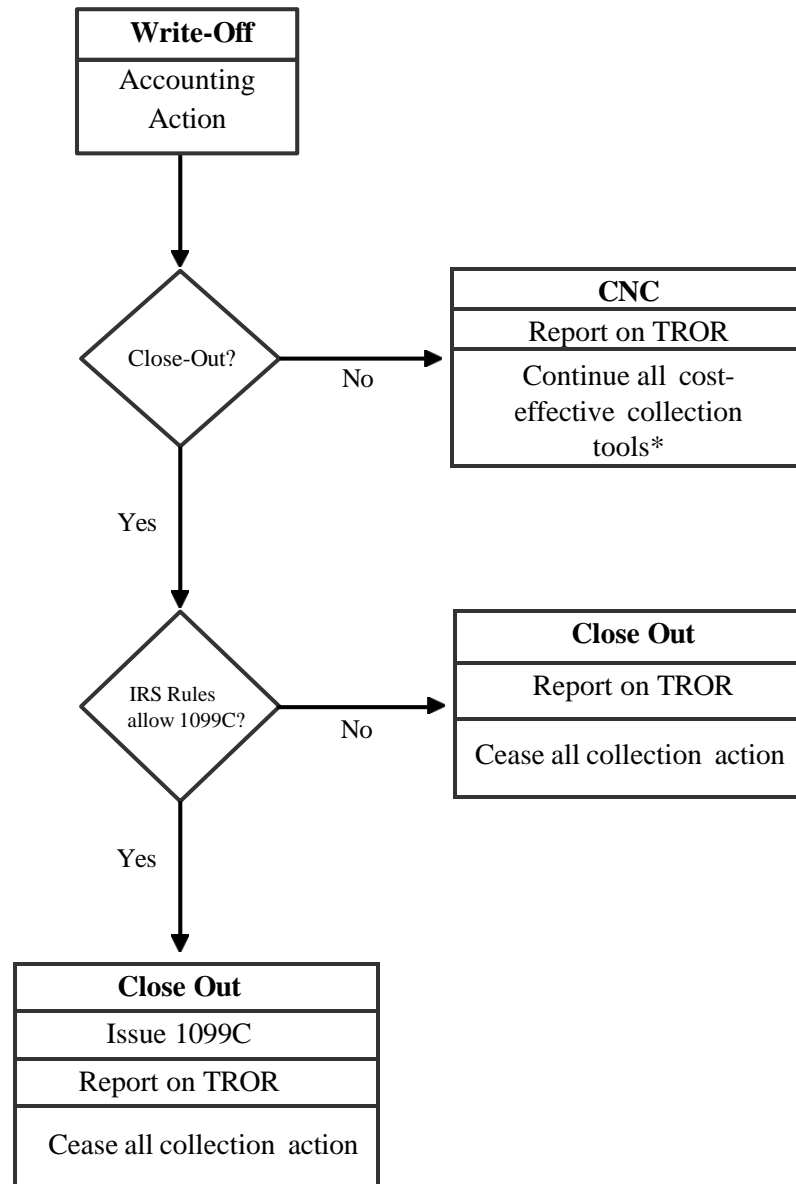 Write-Off
Accounting
Action
Close-Out?
No
CNC
Report on TROR
Continue all cost-
effective collection
tools*
Yes
IRS Rules
allow 1099C?
No
Close Out
Report on TROR
Cease all collection action
Yes
Close Out
Issue 1099C
Report on TROR
Cease all collection action